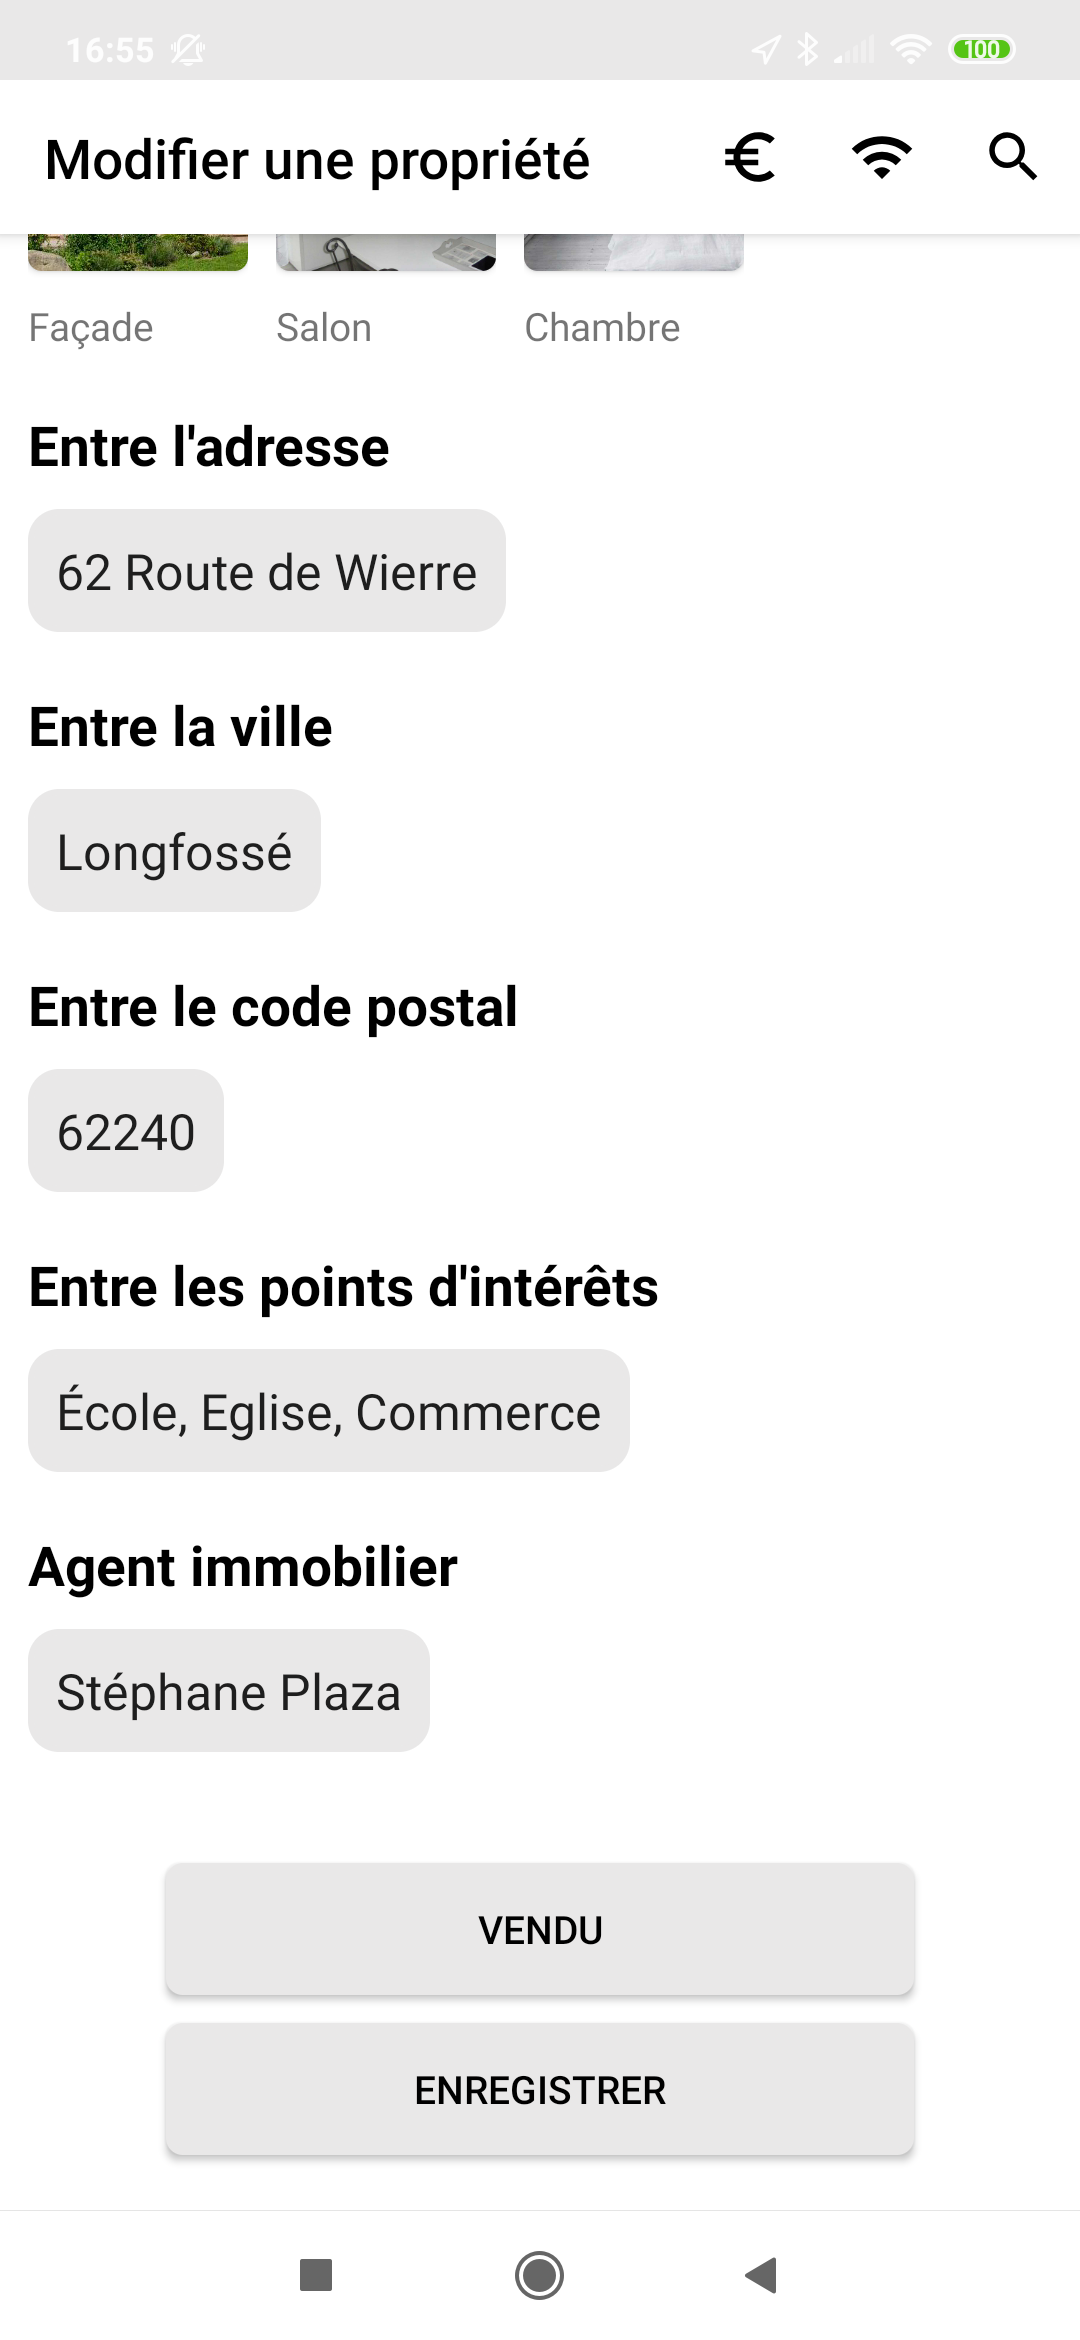 16:55
100
Modifier une propriété
Façade
Salon
Chambre
Entre l'adresse
62 Route de Wierre
Entre la ville
Longfossé
Entre le code postal
62240
Entre les points d'intérêts
École, Eglise, Commerce
Agent immobilier
Stéphane Plaza
VENDU
ENREGISTRER